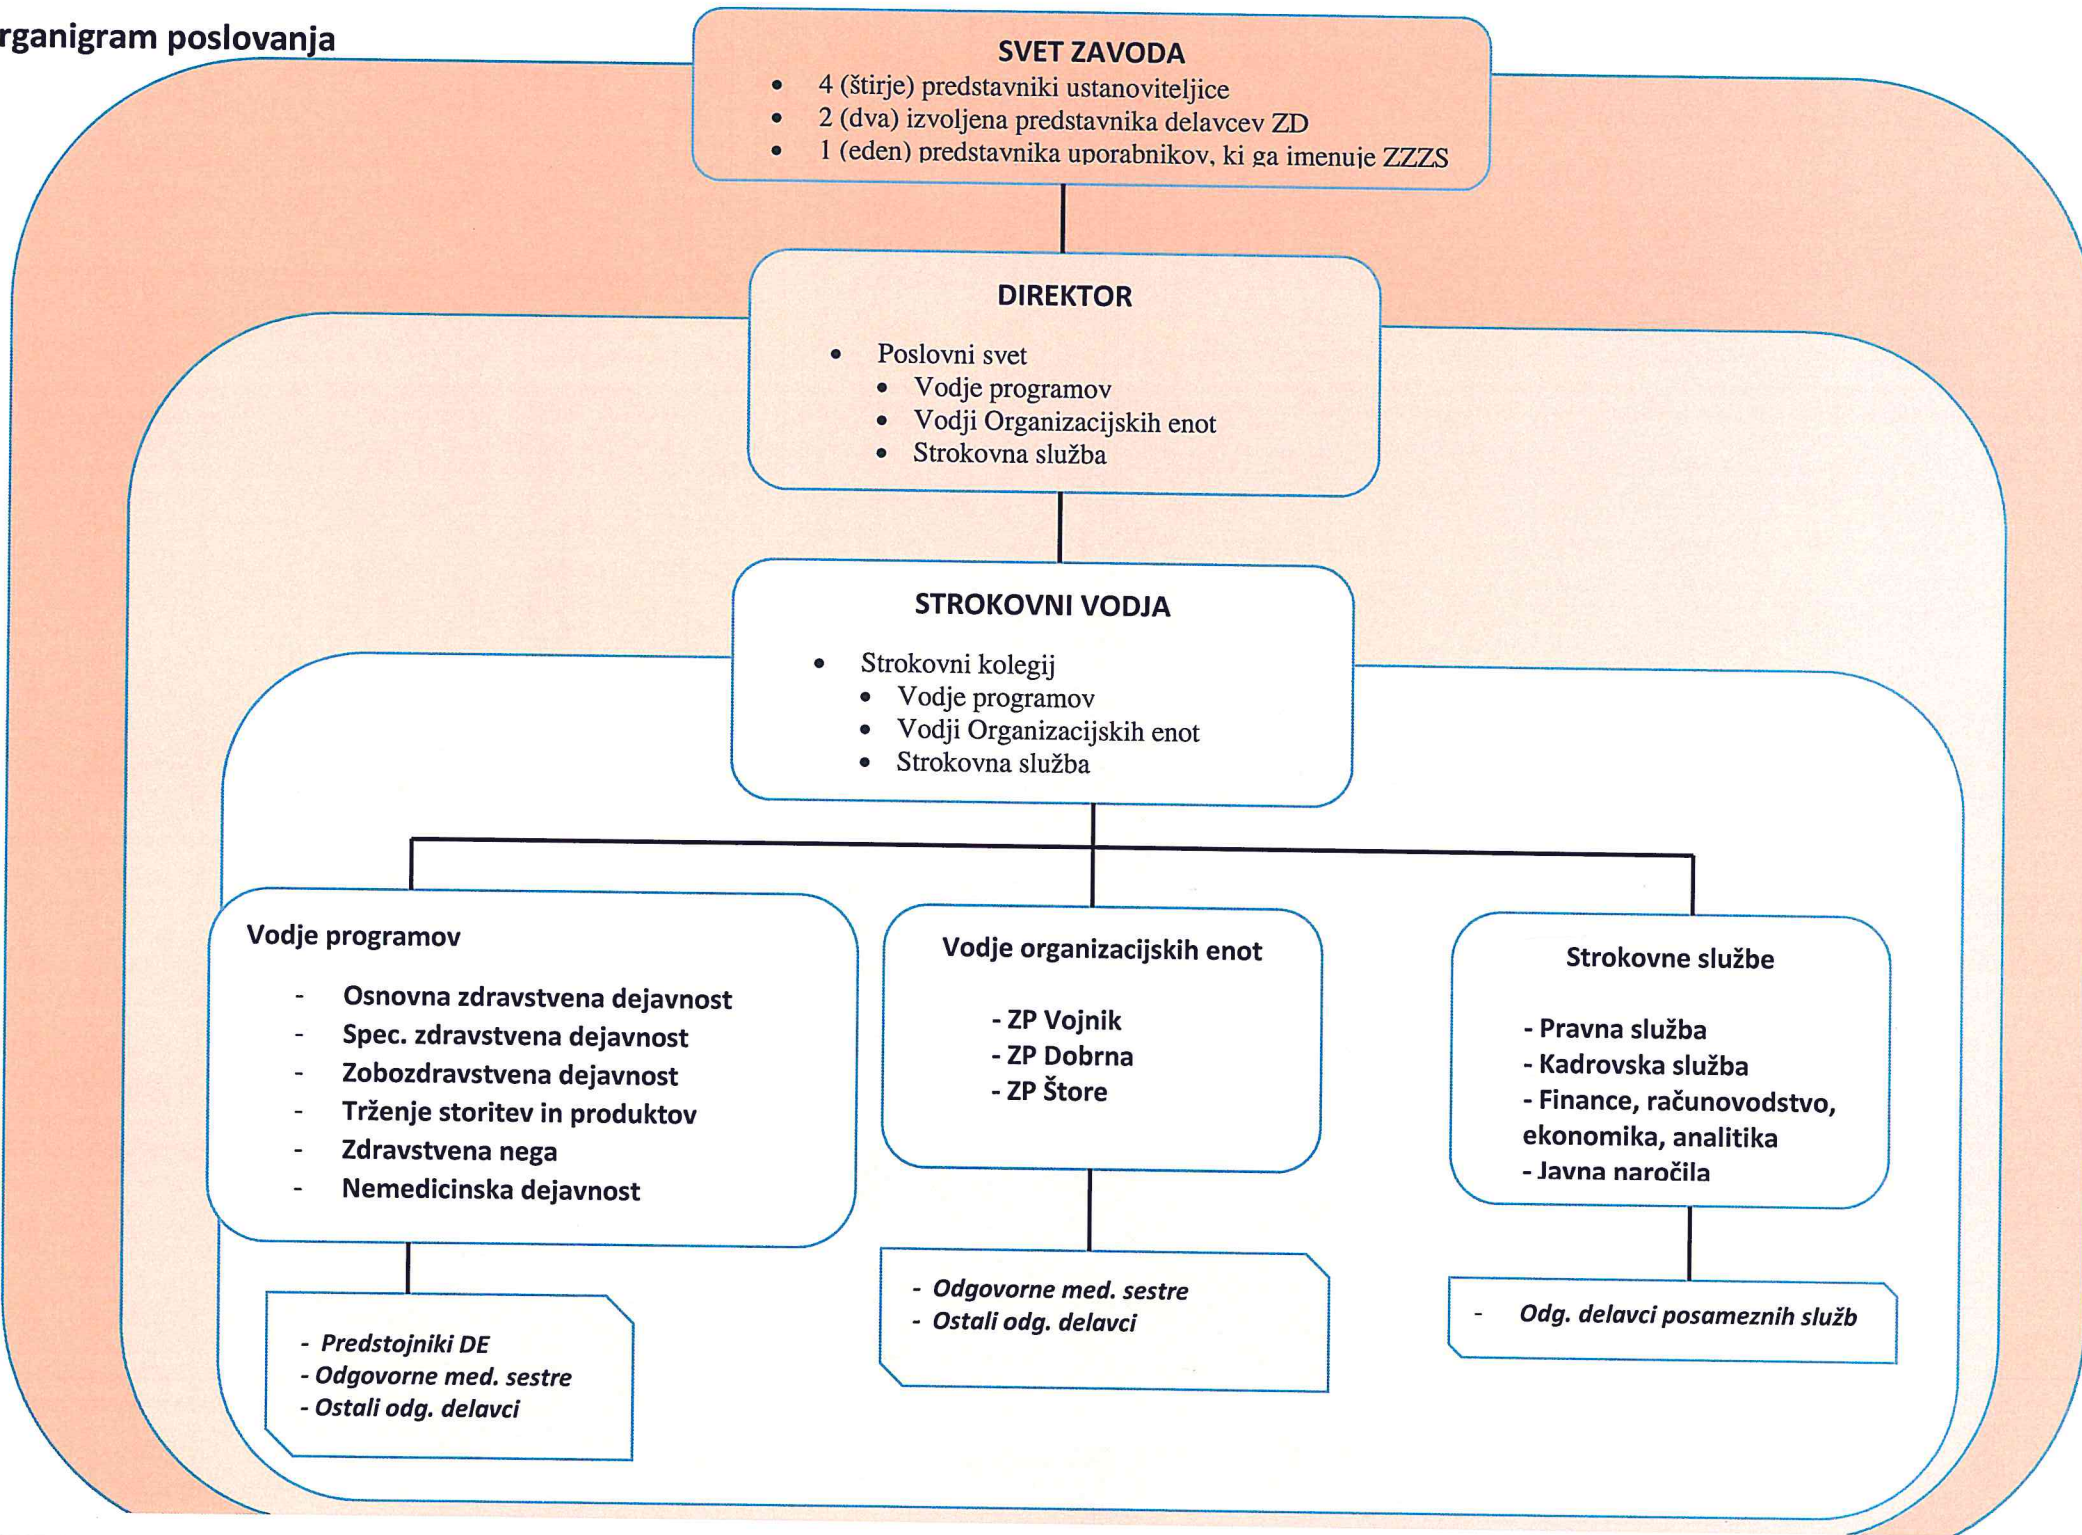 rganigram poslovanja
SVET ZAVODA
• 4 (štirje) predstavniki ustanoviteljice
• 2 (dva) izvoljena predstavnika delavcev ZD
• 1 (eden) predstavnika uporabnikov, ki ga imenuje ZZZS
DIREKTOR
• Poslovni svet
• Vodje programov
• Vodji Organizacijskih enot
• Strokovna služba
STROKOVNI VODJA
• Strokovni kolegij
• Vodje programov
• Vodji Organizacijskih enot
• Strokovna služba
Vodje programov
- Osnovna zdravstvena dejavnost
- Spec. zdravstvena dejavnost
- Zobozdravstvena dejavnost
- Trženje storitev in produktov
- Zdravstvena nega
- Nemedicinska dejavnost
Vodje organizacijskih enot
- ZP Vojnik
- ZP Dobrna
- ZP Štore
Strokovne službe
- Pravna služba
- Kadrovska služba
- Finance, računovodstvo,
ekonomika, analitika
- Javna naročila
- Predstojniki DE
- Odgovorne med. sestre
- Ostali odg. delavci
- Odgovorne med. sestre
- Ostali odg. delavci
- Odg. delavci posameznih služb